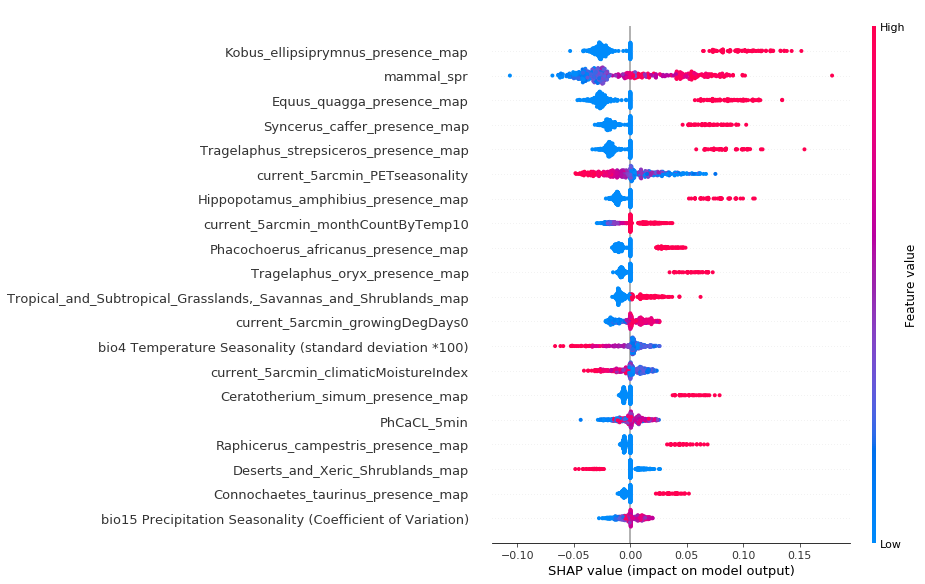 High
Kobus_ellipsiprymnus_presence_map
mammal_spr
Equus_quagga_presence_map
Syncerus_caffer_presence_map
Tragelaphus_strepsiceros_presence_map
current_5arcmin_PETseasonality
Hippopotamus_amphibius_presence_map
current_5arcmin_monthCountByTemp10
Phacochoerus_africanus_presence_map
Tragelaphus_oryx_presence_map
Tropical_and_Subtropical_Grasslands,_Savannas_and_Shrublands_map
current_5arcmin_growingDegDays0
bio4 Temperature Seasonality (standard deviation *100)
current_5arcmin_climaticMoistureIndex
Ceratotherium_simum_presence_map
PhCaCL_5min
Raphicerus_campestris_presence_map
Deserts_and_Xeric_Shrublands_map
Connochaetes_taurinus_presence_map
bio15 Precipitation Seasonality (Coefficient of Variation)
Feature value
Low
−0.10 −0.05 0.00 0.05 0.10 0.15
SHAP value (impact on model output)